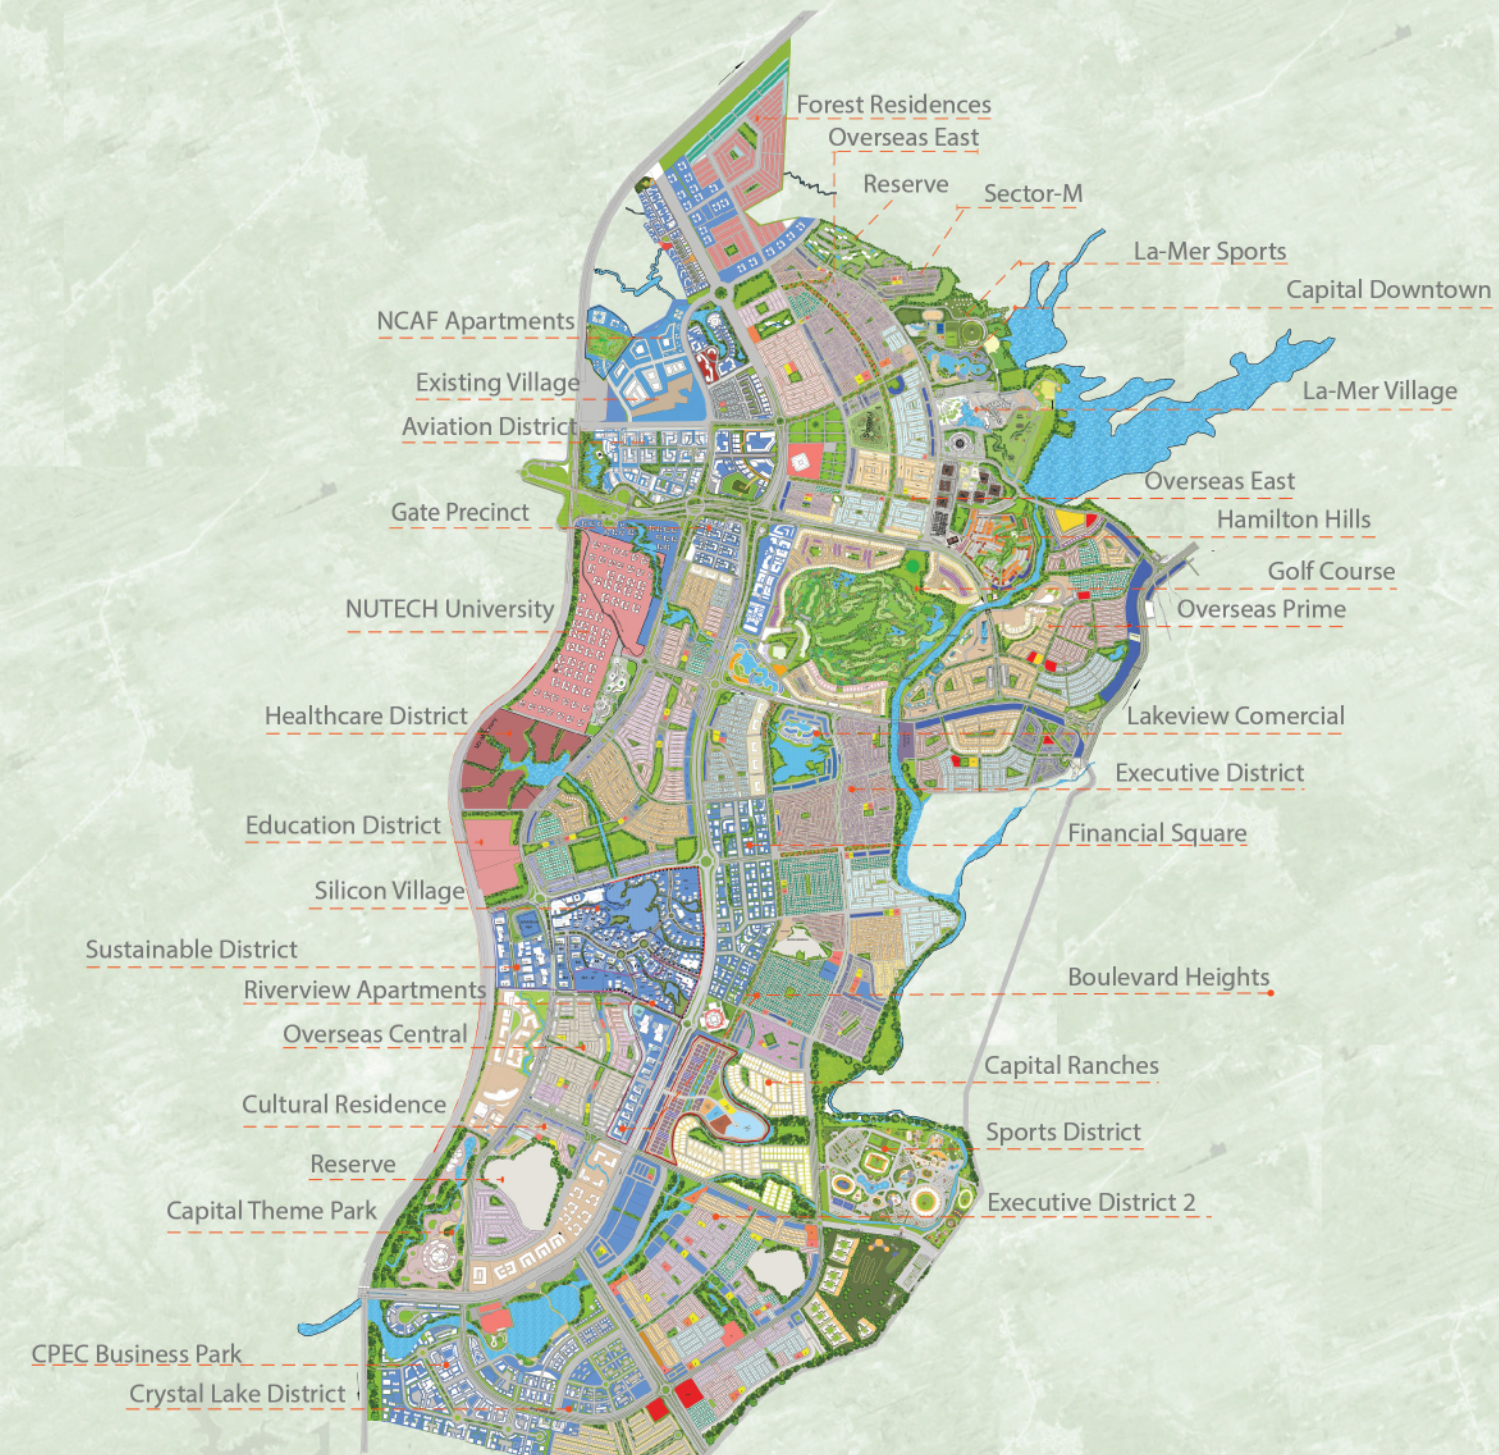 Forest Residences
Overseas East
Reserve
Sector-M
La-Mer Sports
Capital Downtown
NCAF Apartments
Existing Village
La-Mer Village
Aviation District
Overseas East
Gate Precinct
Hamilton Hills
Golf Course
NUTECH University
Overseas Prime
Healthcare District
Lakeview Comercial
Executive District
Education District
Financial Square
Silicon Village
Sustainable District
Riverview Apartments
Boulevard Heights
Overseas Central
Capital Ranches
Cultural Residence
Sports District
Reserve
Capital Theme Park
Executive District 2
CPEC Business Park
Crystal Lake District